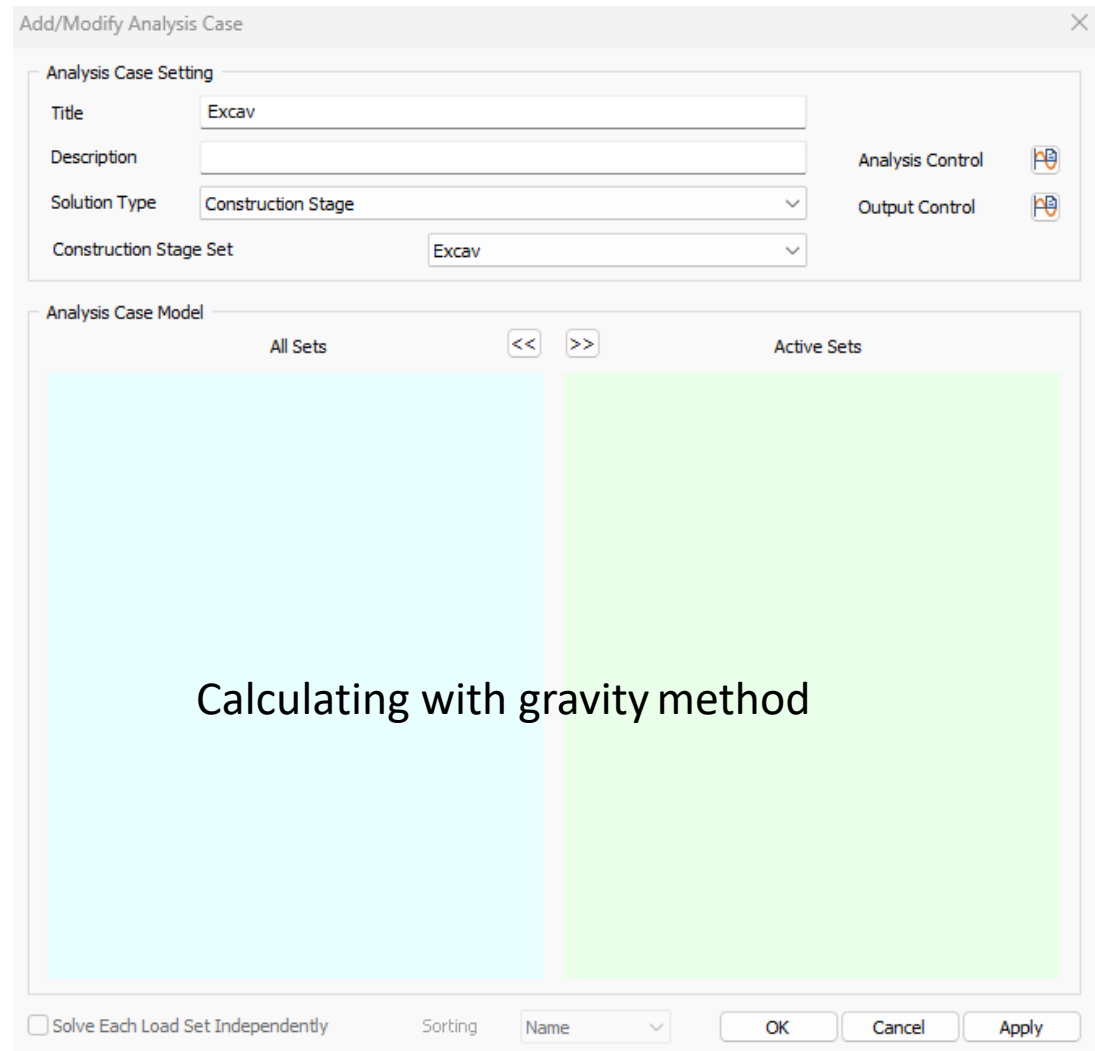 Add/Modify Analysis Case
Analysis Case Setting
Title Excav
Description Analysis Control
Solution Type Construction Stage Output Control
Construction Stage Set Excav
Analysis Case Model
All Sets << >> Active Sets
Calculating with gravity method
Solve Each Load Set Independently Sorting Name OK Cancel Apply